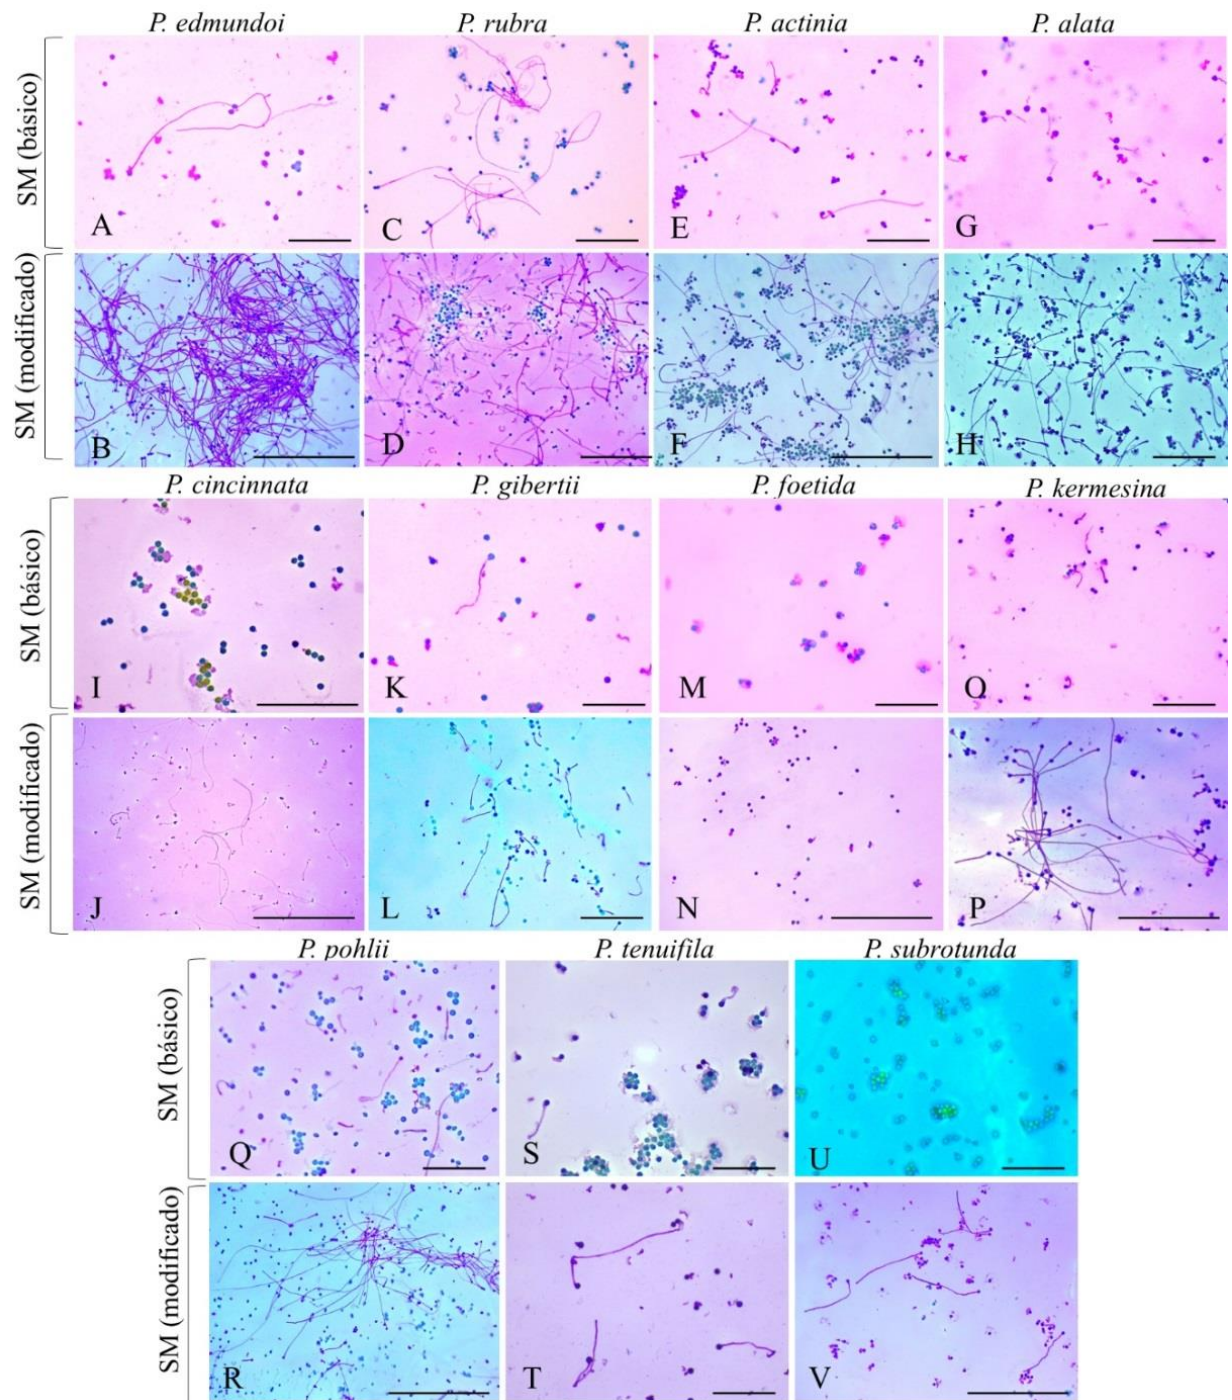 P. edmundoi P. rubra P. actinia P. alata
SM (básico)
A C E G
SM (modificado)
B D F H
P. cincinnata P. gibertii P. foetida P. kermesina
SM (básico)
I K M O
SM (modificado)
J L N P
P. pohlii P. tenuifila P. subrotunda
SM (básico)
Q S U
SM (modificado)
R T V